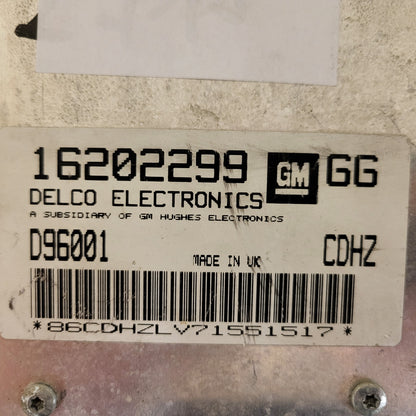 16202299 GM GG
DELCO ELECTRONICS
A SUBSIDIARY OF GM HUGHES ELECTRONICS
D96001 MADE IN UK CDHZ
*86CDHZLV71551517*